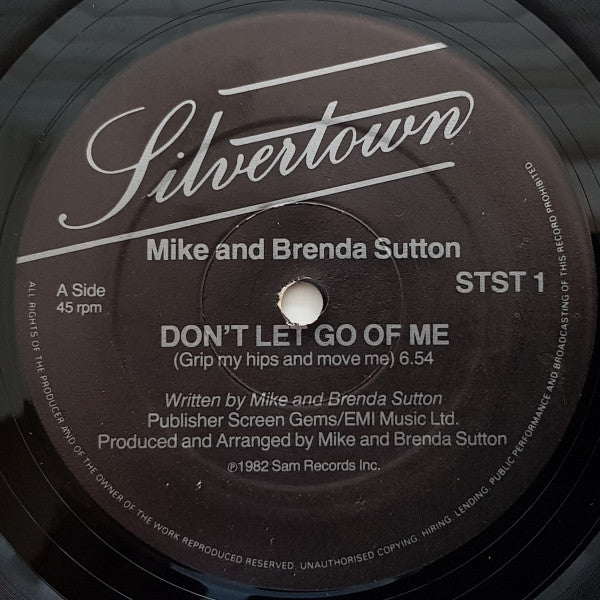 Silvertown
Mike and Brenda Sutton
A Side
45 rpm
STST 1
DON'T LET GO OF ME
(Grip my hips and move me) 6.54
Written by Mike and Brenda Sutton
Publisher Screen Gems/EMI Music Ltd.
Produced and Arranged by Mike and Brenda Sutton
℗1982 Sam Records Inc.
ALL RIGHTS OF THE PRODUCER AND OF THE OWNER OF THE WORK REPRODUCED RESERVED. UNAUTHORISED COPYING, HIRING, LENDING, PUBLIC PERFORMANCE AND BROADCASTING OF THIS RECORD PROHIBITED